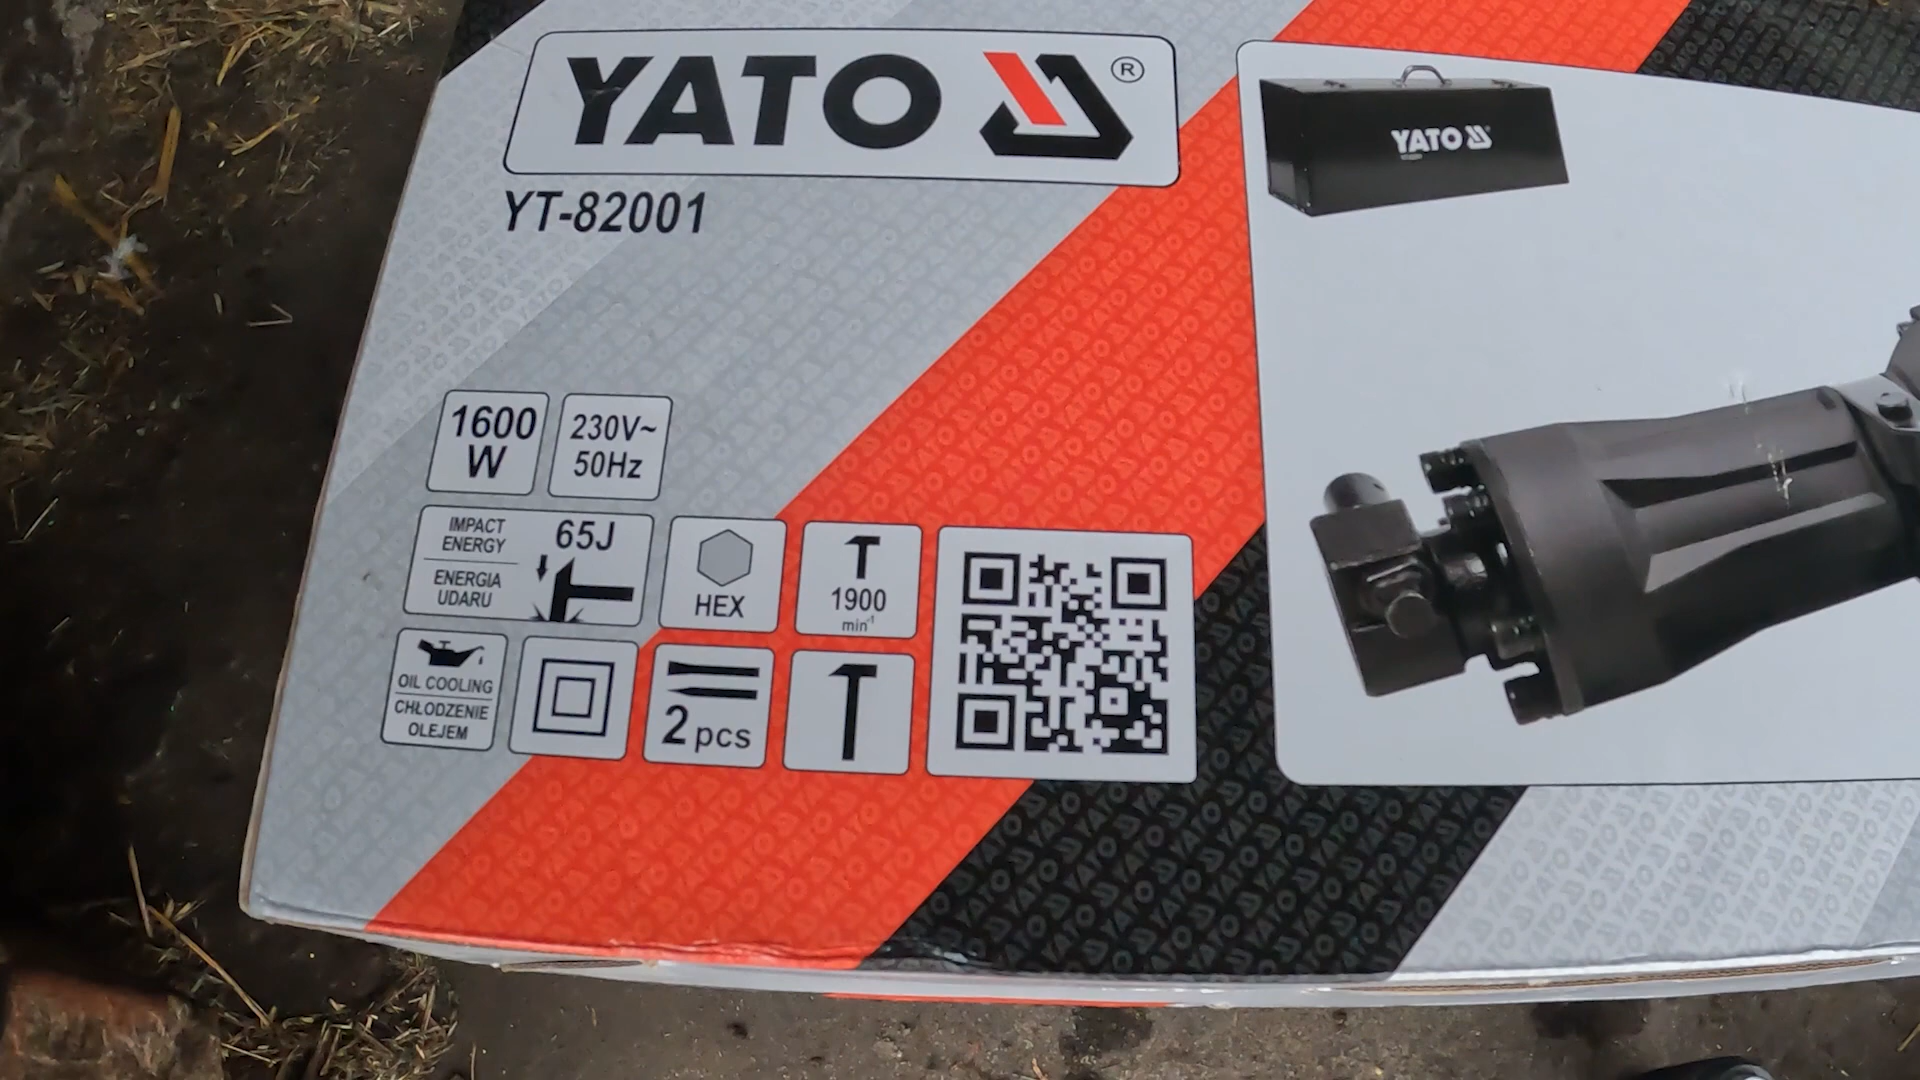 YATO ®
YT-82001
YATO
1600
W
230V~
50Hz
IMPACT
ENERGY
ENERGIA
UDARU
65J
HEX
1900
min-1
OIL COOLING
CHŁODZENIE
OLEJEM
2 pcs